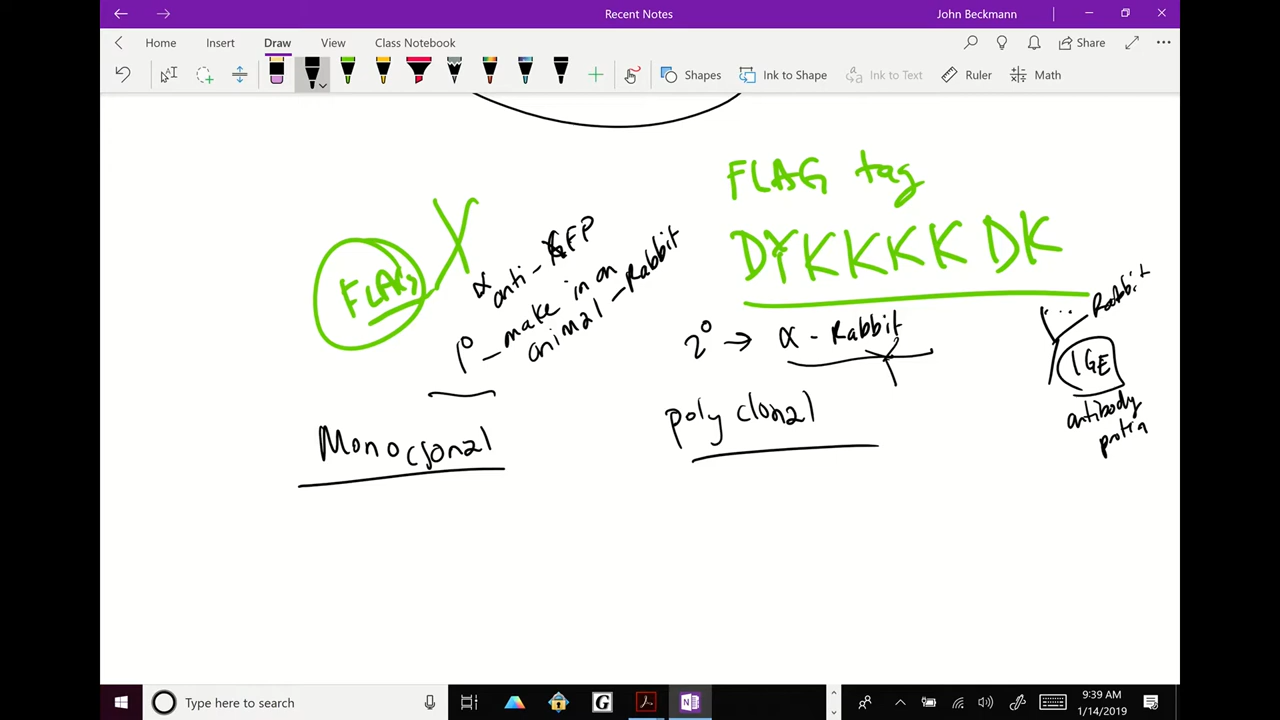 Recent Notes
John Beckmann
Home
Insert
Draw
View
Class Notebook
Share
Shapes
Ink to Shape
Ink to Text
Ruler
Math
FLAG tag
DYKKKKDK
FLAG
α anti-GFP
1° – make in an
animal – Rabbit
2° → α - Rabbit
Rabbit
IGE
antibody
protin
Monoclonal
polyclonal
Type here to search
G
N
9:39 AM
1/14/2019